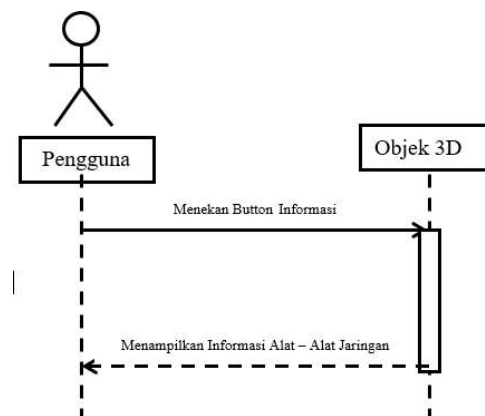 Pengguna
Objek 3D
Menekan Button Informasi
Menampilkan Informasi Alat – Alat Jaringan